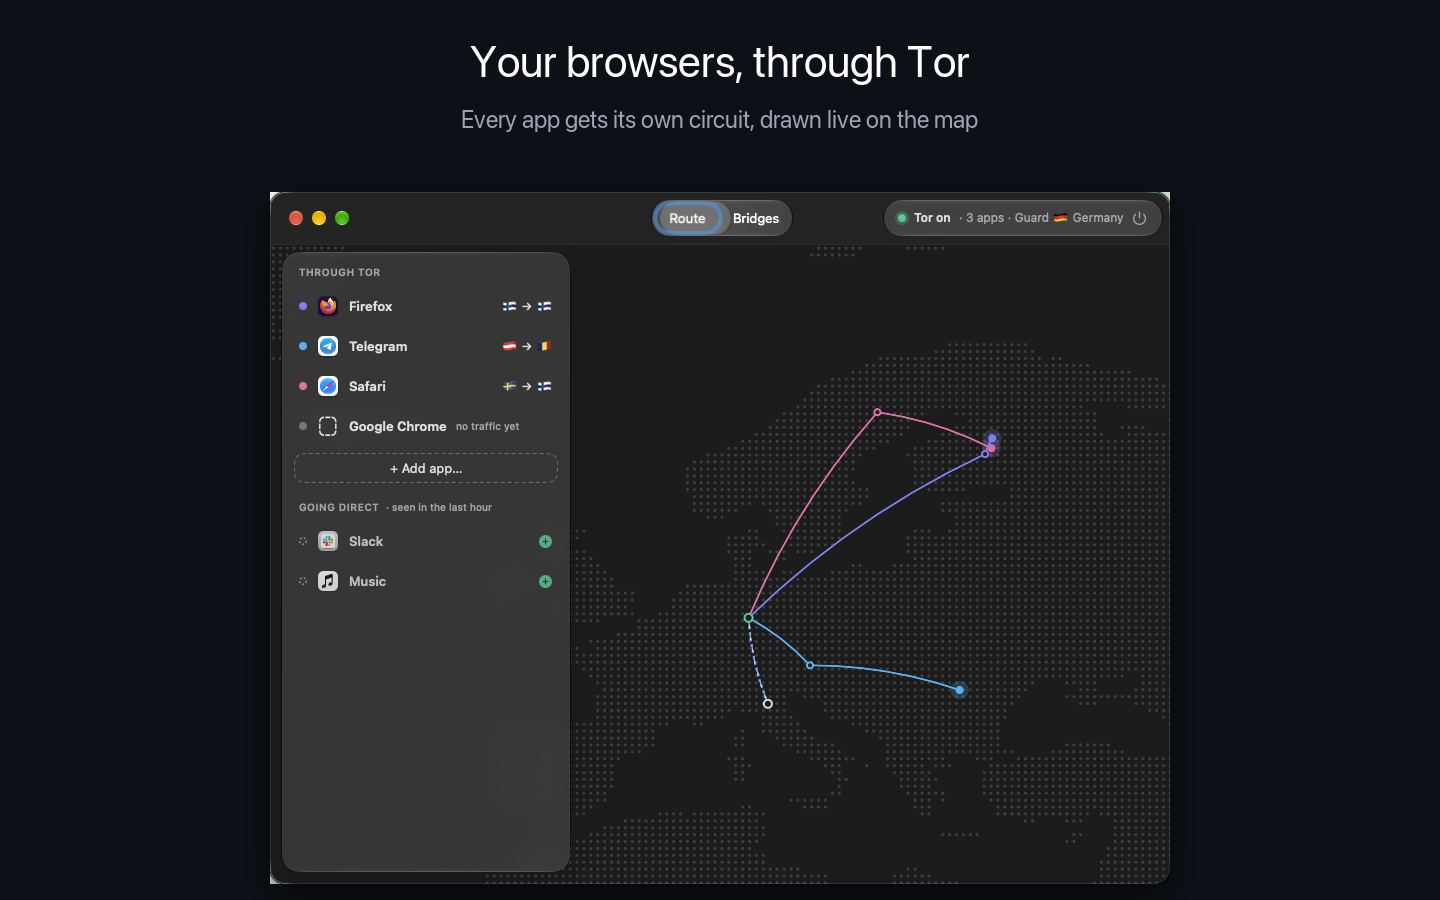 Your browsers, through Tor
Every app gets its own circuit, drawn live on the map
Route
Bridges
Tor on · 3 apps · Guard 🇩🇪 Germany
THROUGH TOR
Firefox 🇫🇮 → 🇫🇮
Telegram 🇦🇹 → 🇷🇴
Safari 🇸🇪 → 🇫🇮
Google Chrome no traffic yet
+ Add app...
GOING DIRECT · seen in the last hour
Slack
Music